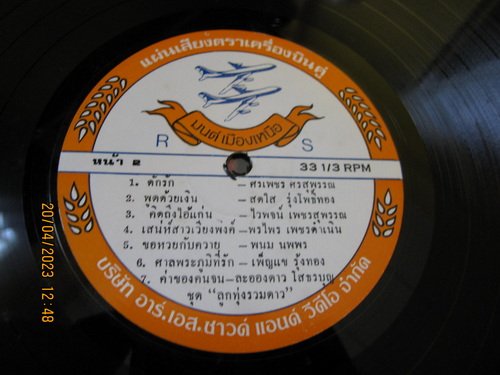 แผ่นเสียงตราเครื่องบินคู่
มนต์เมืองเหนือ
R S
หน้า 2 33 1/3 RPM
1. ดักรัก – ศรเพชร ศรสุพรรณ
2. พูดด้วยเงิน – สดใส รุ่งโพธิ์ทอง
3. คิดถึงไอ้แก่น – ไวพจน์ เพชรสุพรรณ
4. เสน่ห์สาวเวียงพิงค์ – พรไพร เพชรดำเนิน
5. ขอหวยกับควาย – พนม นพพร
6. ศาลพระภูมิที่รัก – เพ็ญแข รุ้งทอง
7. ค่าของคนจน – ละอองดาว โสธรบุญ
ชุด "ลูกทุ่งรวมดาว"
บริษัท อาร์.เอส.ซาวด์ แอนด์ วีดีโอ จำกัด
20/04/2023 12:48